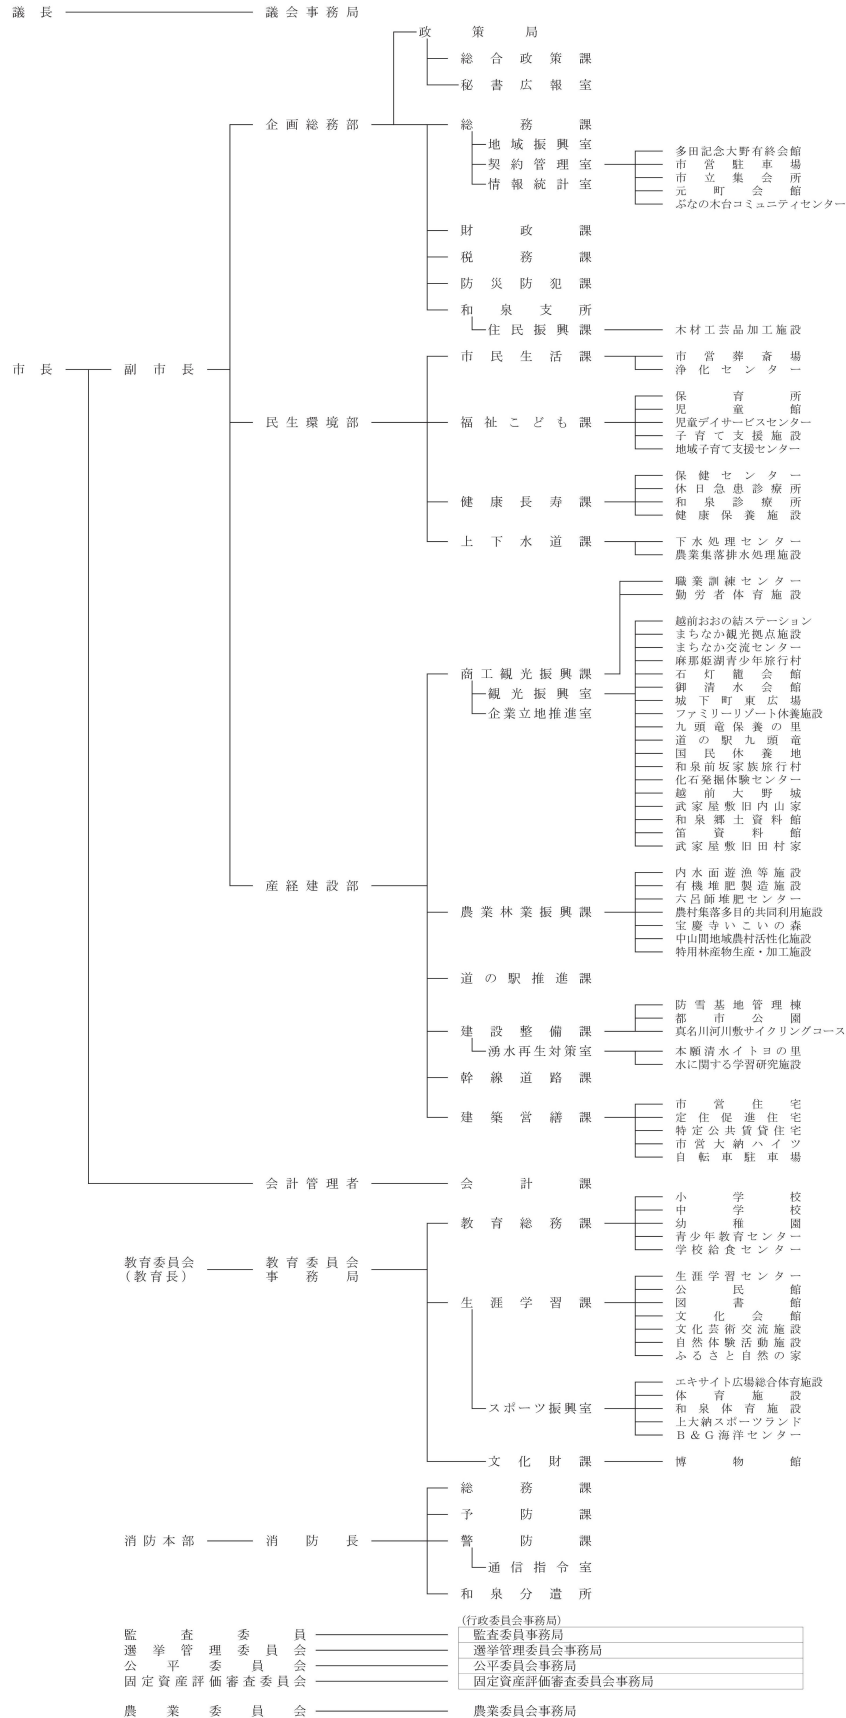 議長 議会事務局
政策局
総合政策課
秘書広報室
企画総務部 総務課
地域振興室
多田記念大野有終会館
契約管理室 市営駐車場
市立集会所
情報統計室
元町会館
ぶなの木台コミュニティセンター
財政課
税務課
防災防犯課
和泉支所
住民振興課 木材工芸品加工施設
市民生活課 市営葬斎場
市長 副市長 浄化センター
保育所
児童館
民生環境部 福祉こども課 児童デイサービスセンター
子育て支援施設
地域子育て支援センター
保健センター
休日急患診療所
健康長寿課 和泉診療所
健康保養施設
上下水道課 下水処理センター
農業集落排水処理施設
職業訓練センター
勤労者体育施設
越前おおの結ステーション
まちなか観光拠点施設
まちなか交流センター
麻那姫湖青少年旅行村
商工観光振興課 石灯籠会館
観光振興室 御清水会館
城下町東広場
企業立地推進室 ファミリーリゾート休養施設
九頭竜保養の里
道の駅九頭竜
国民休養地
和泉前坂家族旅行村
化石発掘体験センター
越前大野城
武家屋敷旧内山家
和泉郷土資料館
笛資料館
武家屋敷旧田村家
産経建設部 内水面遊漁等施設
有機堆肥製造施設
六呂師堆肥センター
農業林業振興課 農村集落多目的共同利用施設
宝慶寺いこいの森
中山間地域農村活性化施設
特用林産物生産・加工施設
道の駅推進課
防雪基地管理棟
都市公園
建設整備課 真名川河川敷サイクリングコース
湧水再生対策室 本願清水イトヨの里
水に関する学習研究施設
幹線道路課
市営住宅
建築営繕課 定住促進住宅
特定公共賃貸住宅
市営大納ハイツ
自転車駐車場
会計管理者 会計課
小学校
中学校
教育総務課 幼稚園
青少年教育センター
学校給食センター
教育委員会 教育委員会
(教育長) 事務局
生涯学習センター
公民館
生涯学習課 図書館
文化会館
文化芸術交流施設
自然体験活動施設
ふるさと自然の家
エキサイト広場総合体育施設
体育施設
スポーツ振興室 和泉体育施設
上大納スポーツランド
B&G海洋センター
文化財課 博物館
総務課
予防課
消防本部 消防長 警防課
通信指令室
和泉分遣所
(行政委員会事務局)
監査委員 監査委員事務局
選挙管理委員会 選挙管理委員会事務局
公平委員会 公平委員会事務局
固定資産評価審査委員会 固定資産評価審査委員会事務局
農業委員会 農業委員会事務局